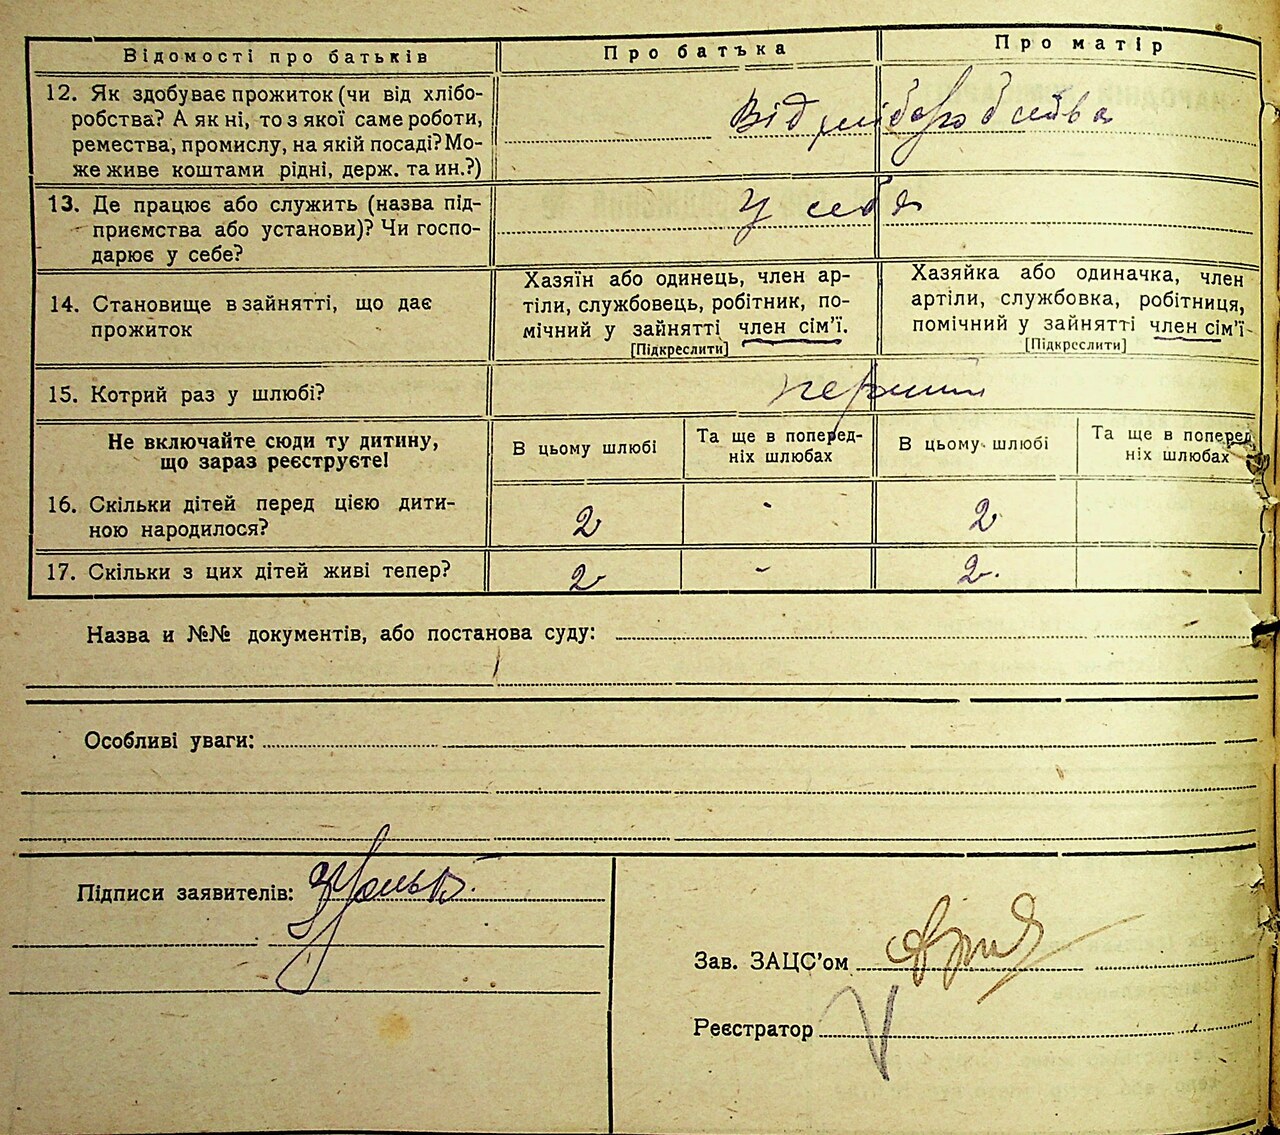 Відомості про батьків Про батька Про матір
12. Як здобуває прожиток (чи від хлібо-
робства? А як ні, то з якої саме роботи,
ремества, промислу, на якій посаді? Мо-
же живе коштами рідні, держ. та ин.?)
Від хліборобства
13. Де працює або служить (назва під-
приємства або установи)? Чи госпо-
дарює у себе?
У себе
14. Становище в зайнятті, що дає
прожиток
Хазяїн або одинець, член ар-
тіли, службовець, робітник, по-
мічний у зайнятті член сім'ї.
[Підкреслити]
Хазяйка або одиначка, член
артіли, службовка, робітниця,
помічний у зайнятті член сім'ї
[Підкреслити]
15. Котрий раз у шлюбі?
перший
Не включайте сюди ту дитину,
що зараз реєструєте!
В цьому шлюбі
Та ще в поперед-
ніх шлюбах
В цьому шлюбі
Та ще в поперед
ніх шлюбах
16. Скільки дітей перед цією дити-
ною народилося?
2 - 2
17. Скільки з цих дітей живі тепер?
2 - 2.
Назва и №№ документів, або постанова суду:
Особливі уваги:
Підписи заявителів:
Зав. ЗАЦС'ом
Реєстратор